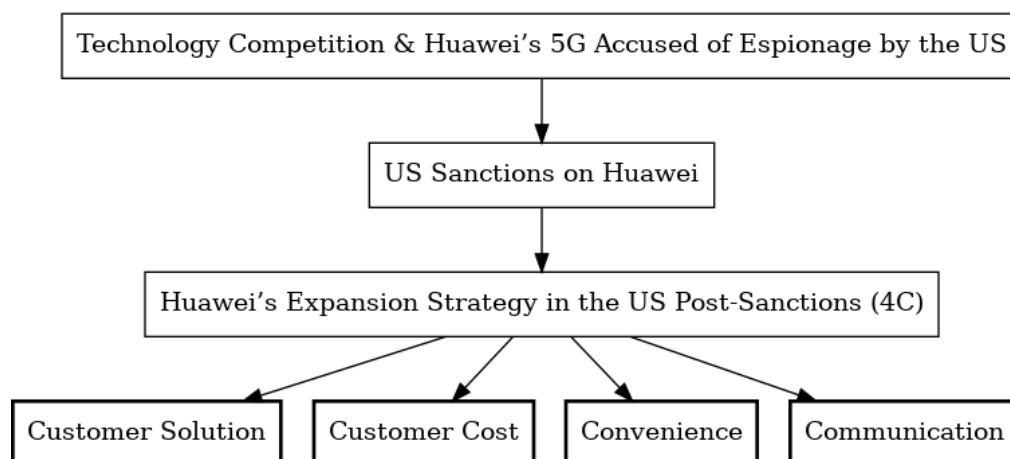 Technology Competition & Huawei’s 5G Accused of Espionage by the US
US Sanctions on Huawei
Huawei’s Expansion Strategy in the US Post-Sanctions (4C)
Customer Solution
Customer Cost
Convenience
Communication